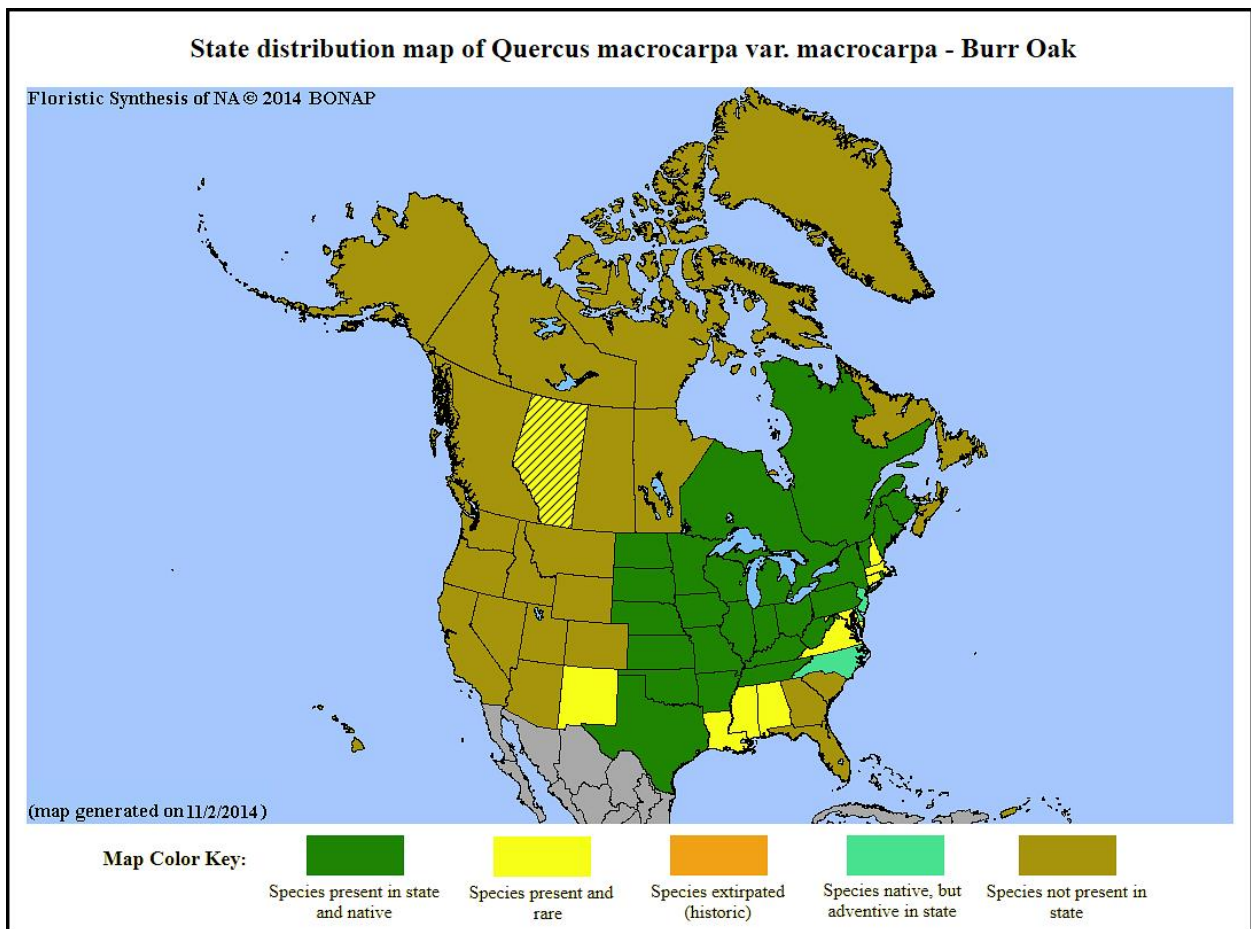 State distribution map of Quercus macrocarpa var. macrocarpa - Burr Oak
Floristic Synthesis of NA © 2014 BONAP
(map generated on 11/2/2014)
Map Color Key:
Species present in state
and native
Species present and
rare
Species extirpated
(historic)
Species native, but
adventive in state
Species not present in
state